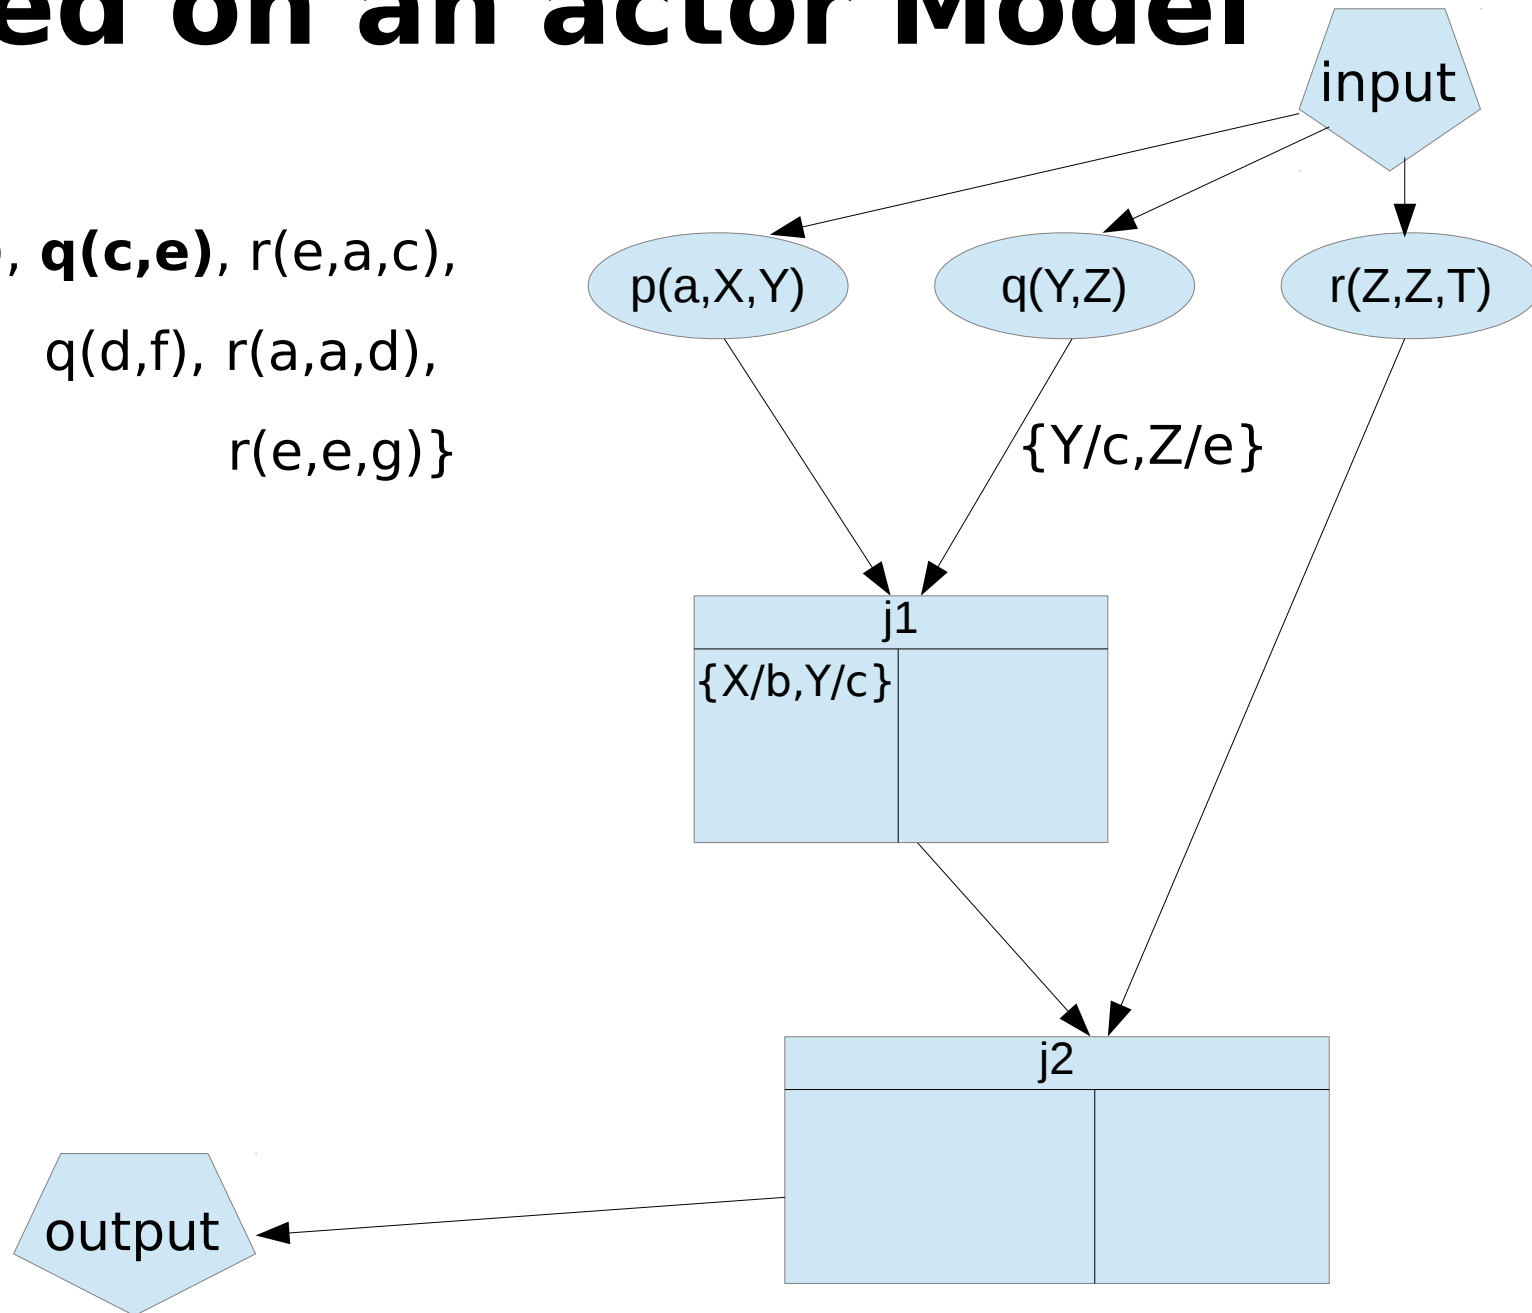 ed on an actor Model
input
), q(c,e), r(e,a,c),
p(a,X,Y)
q(Y,Z)
r(Z,Z,T)
q(d,f), r(a,a,d),
{Y/c,Z/e}
r(e,e,g)}
j1
{X/b,Y/c}
j2
output